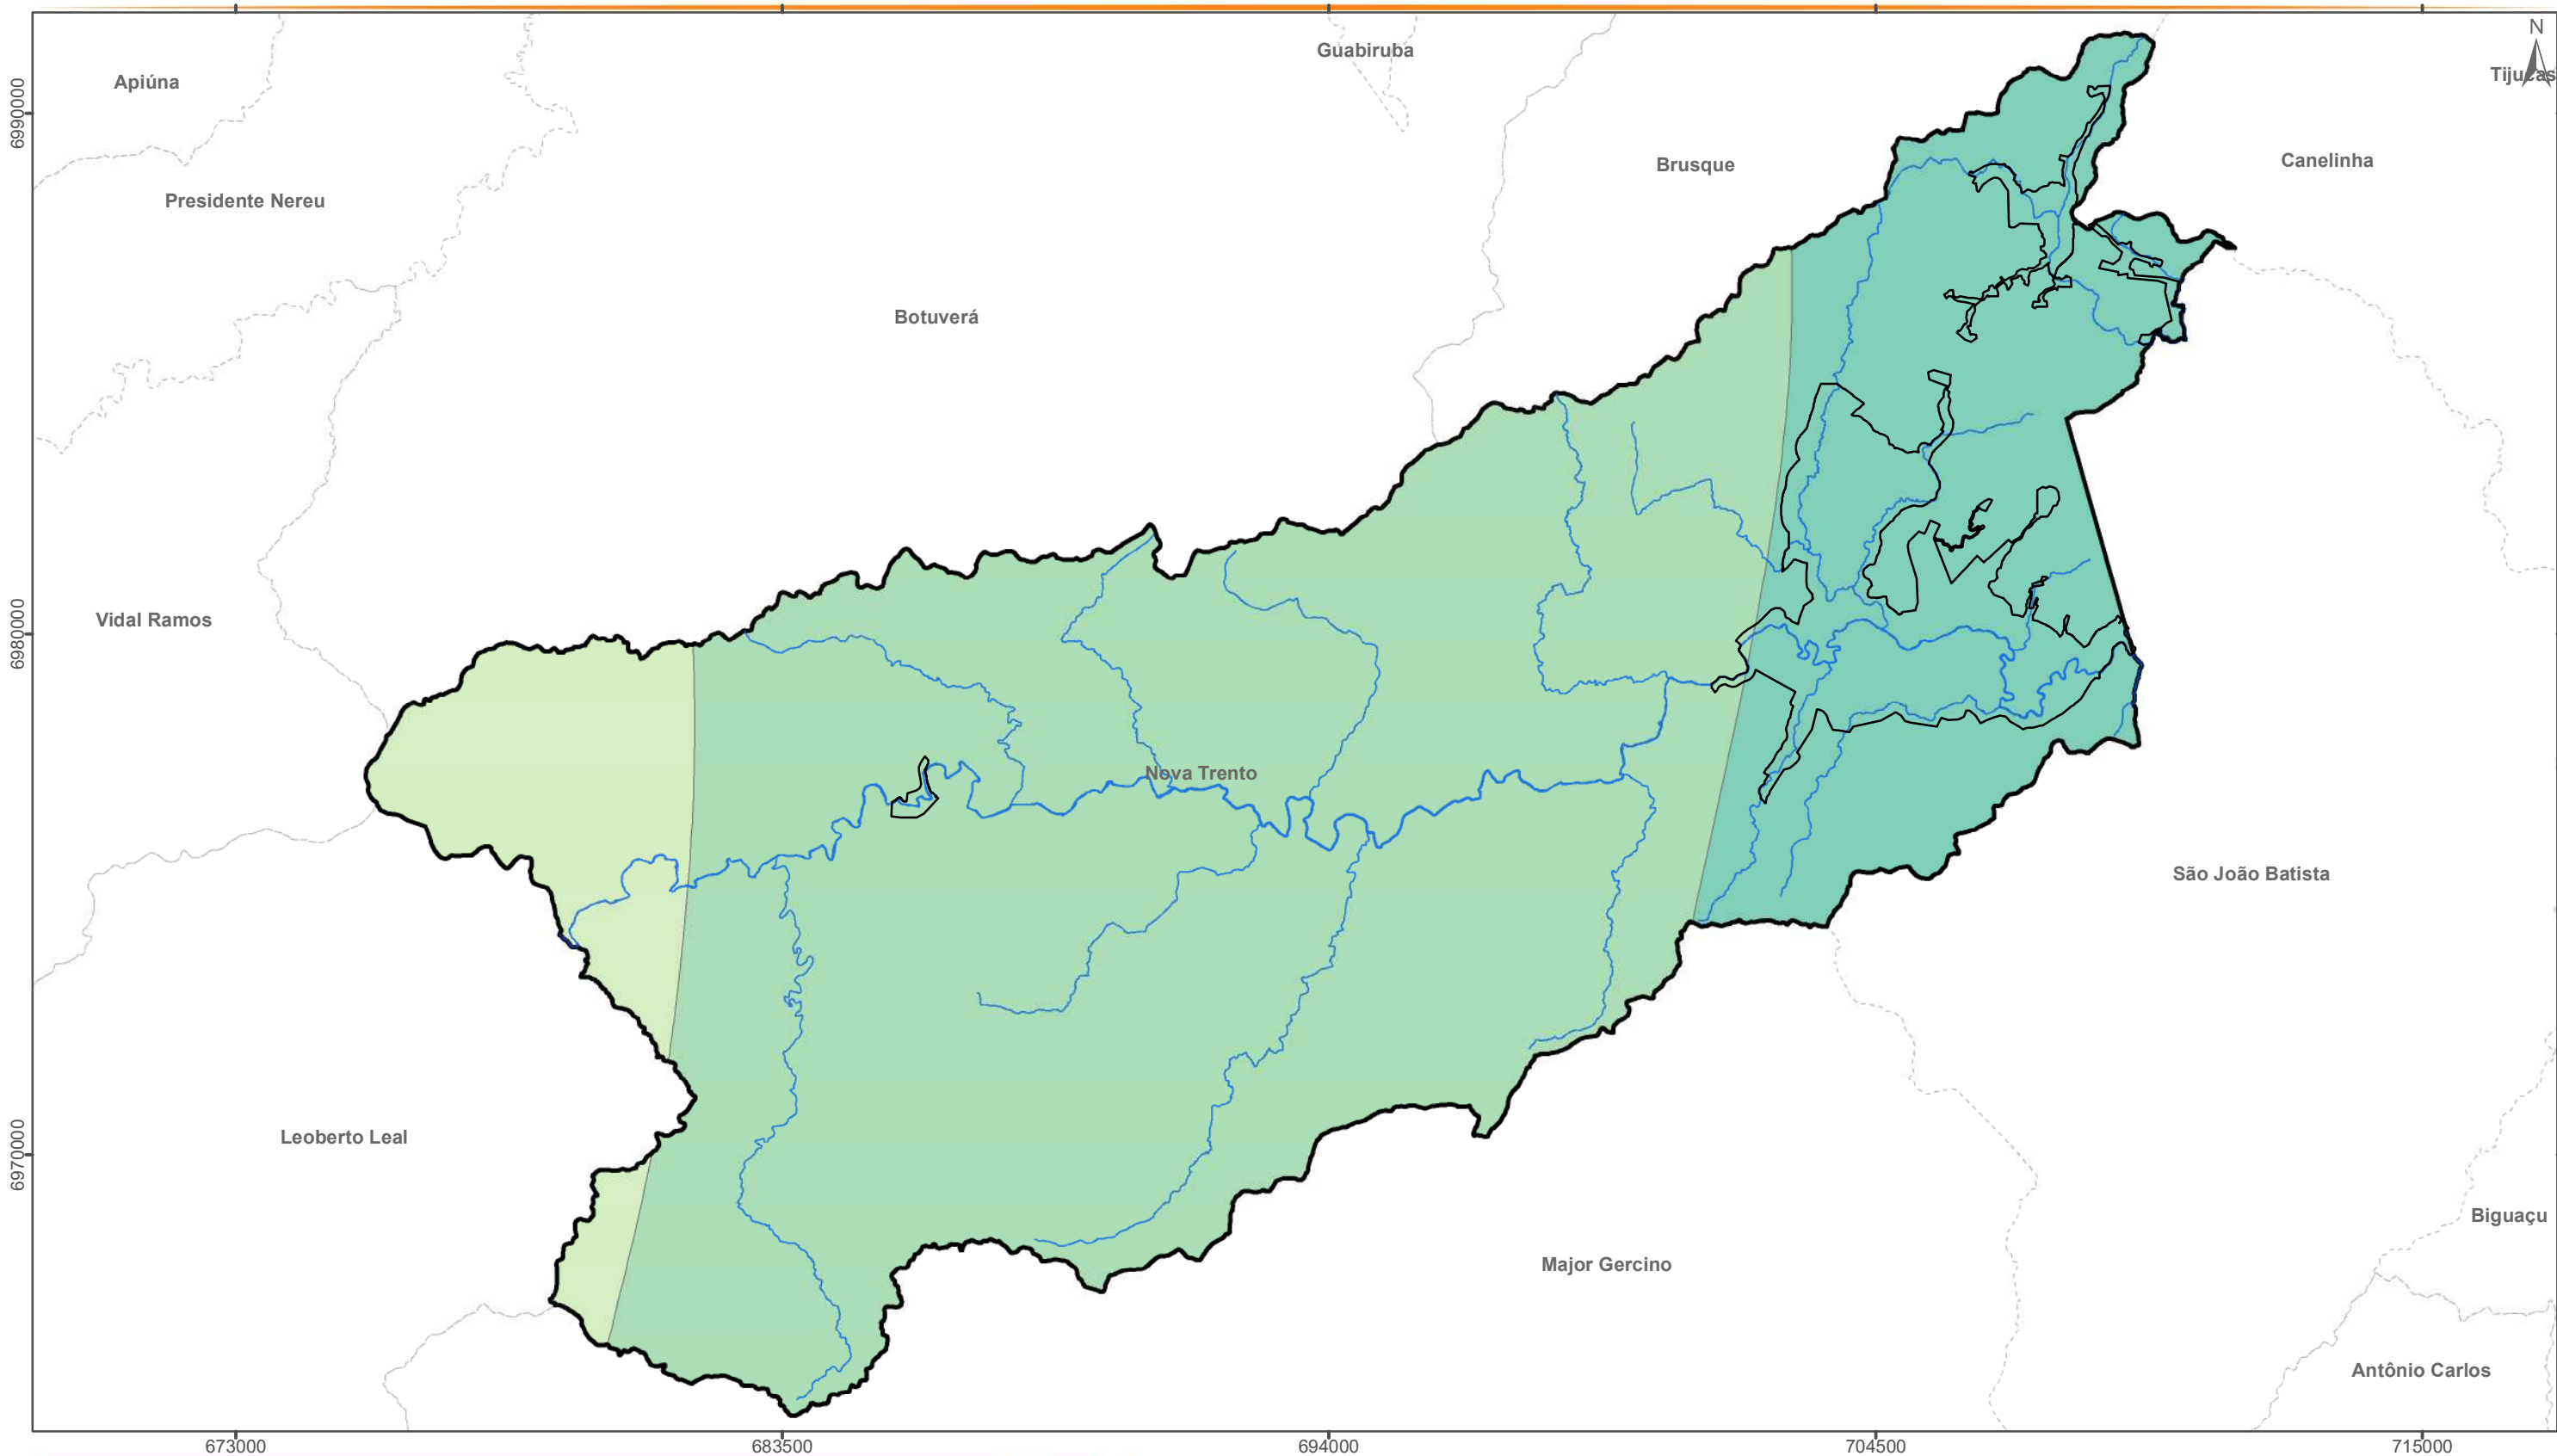 N
Guabiruba
Tijucas
Apiúna
6990000
Canelinha
Brusque
Presidente Nereu
Botuverá
Vidal Ramos
6980000
Nova Trento
São João Batista
Leoberto Leal
6970000
Biguaçu
Major Gercino
Antônio Carlos
673000
683500
694000
704500
715000